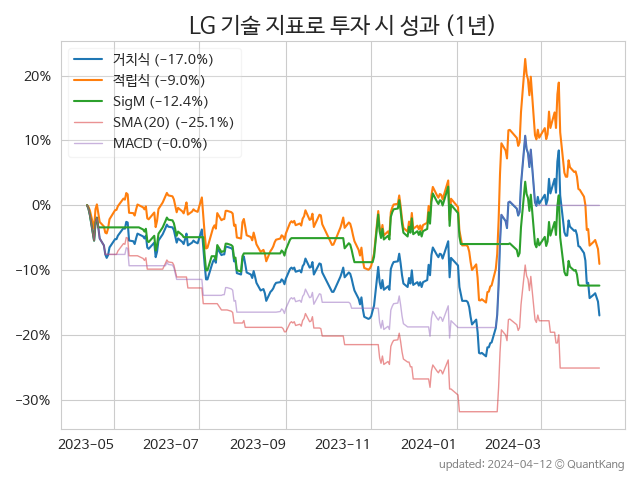 LG 기술 지표로 투자 시 성과 (1년)
거치식 (−17.0%)
적립식 (−9.0%)
SigM (−12.4%)
SMA(20) (−25.1%)
MACD (−0.0%)
20%
10%
0%
−10%
−20%
−30%
2023-05 2023-07 2023-09 2023-11 2024-01 2024-03
updated: 2024-04-12 © QuantKang